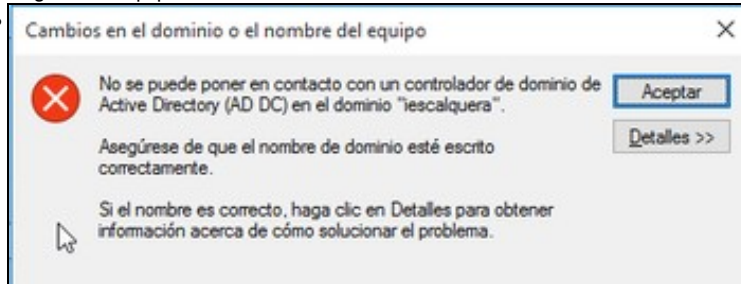 Cambios en el dominio o el nombre del equipo
No se puede poner en contacto con un controlador de dominio de
Active Directory (AD DC) en el dominio "iescalquera".
Asegúrese de que el nombre de dominio esté escrito
correctamente.
Si el nombre es correcto, haga clic en Detalles para obtener
información acerca de cómo solucionar el problema.
Aceptar
Detalles >>